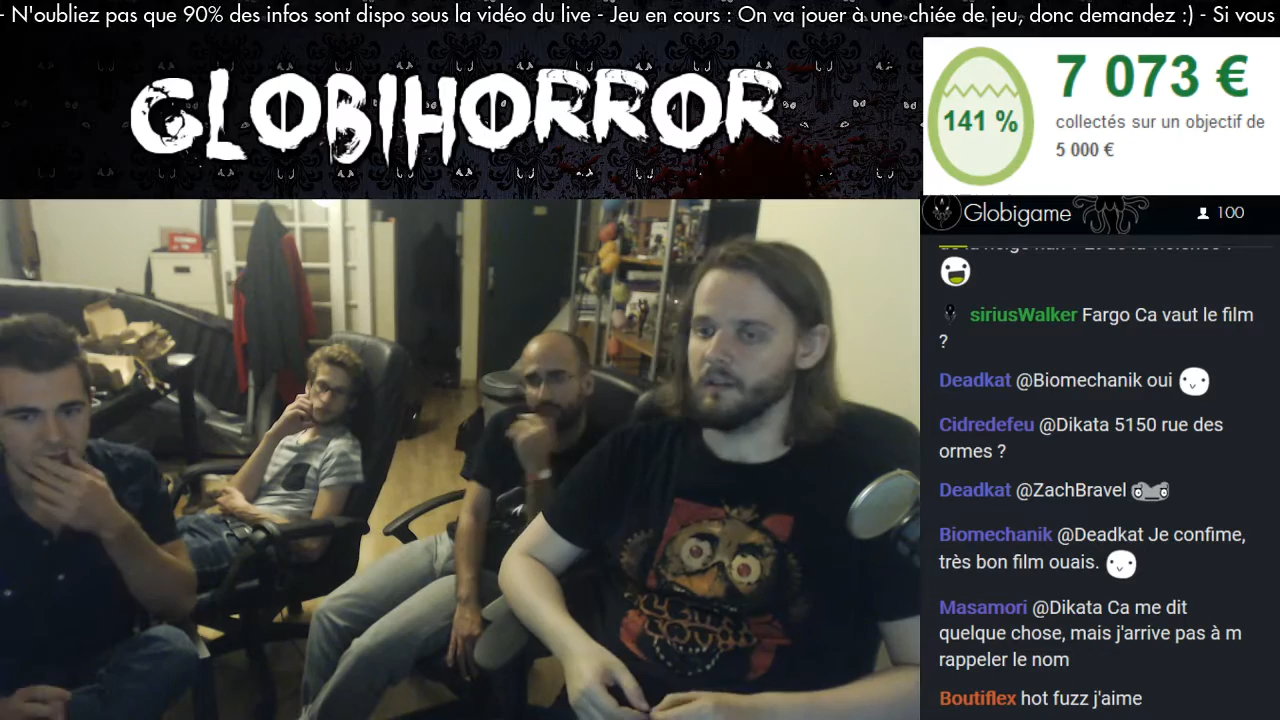 - N'oubliez pas que 90% des infos sont dispo sous la vidéo du live - Jeu en cours : On va jouer à une chiée de jeu, donc demandez :) - Si vous
GLOBIHORROR
7 073 €
141 %
collectés sur un objectif de
5 000 €
Globigame
100
siriusWalker Fargo Ca vaut le film
?
Deadkat @Biomechanik oui
Cidredefeu @Dikata 5150 rue des
ormes ?
Deadkat @ZachBravel
Biomechanik @Deadkat Je confime,
très bon film ouais.
Masamori @Dikata Ca me dit
quelque chose, mais j'arrive pas à m
rappeler le nom
Boutiflex hot fuzz j'aime